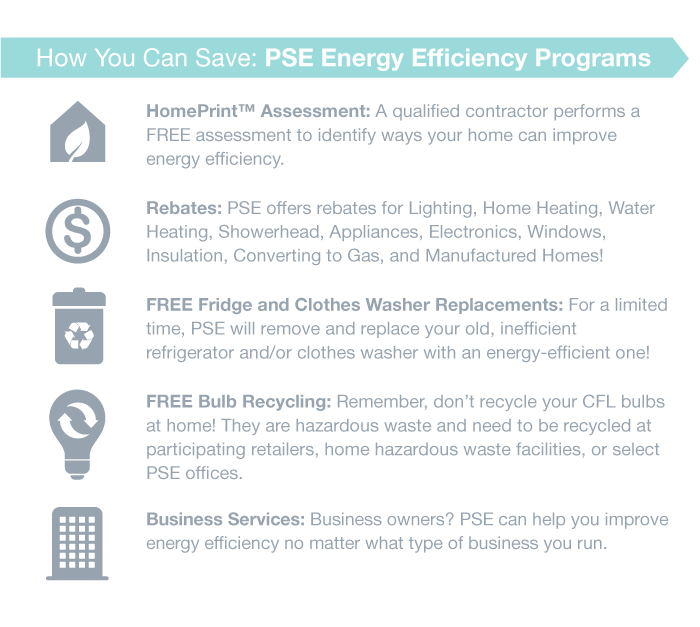 How You Can Save: PSE Energy Efficiency Programs
HomePrint™ Assessment: A qualified contractor performs a
FREE assessment to identify ways your home can improve
energy efficiency.
Rebates: PSE offers rebates for Lighting, Home Heating, Water
Heating, Showerhead, Appliances, Electronics, Windows,
Insulation, Converting to Gas, and Manufactured Homes!
FREE Fridge and Clothes Washer Replacements: For a limited
time, PSE will remove and replace your old, inefficient
refrigerator and/or clothes washer with an energy-efficient one!
FREE Bulb Recycling: Remember, don’t recycle your CFL bulbs
at home! They are hazardous waste and need to be recycled at
participating retailers, home hazardous waste facilities, or select
PSE offices.
Business Services: Business owners? PSE can help you improve
energy efficiency no matter what type of business you run.